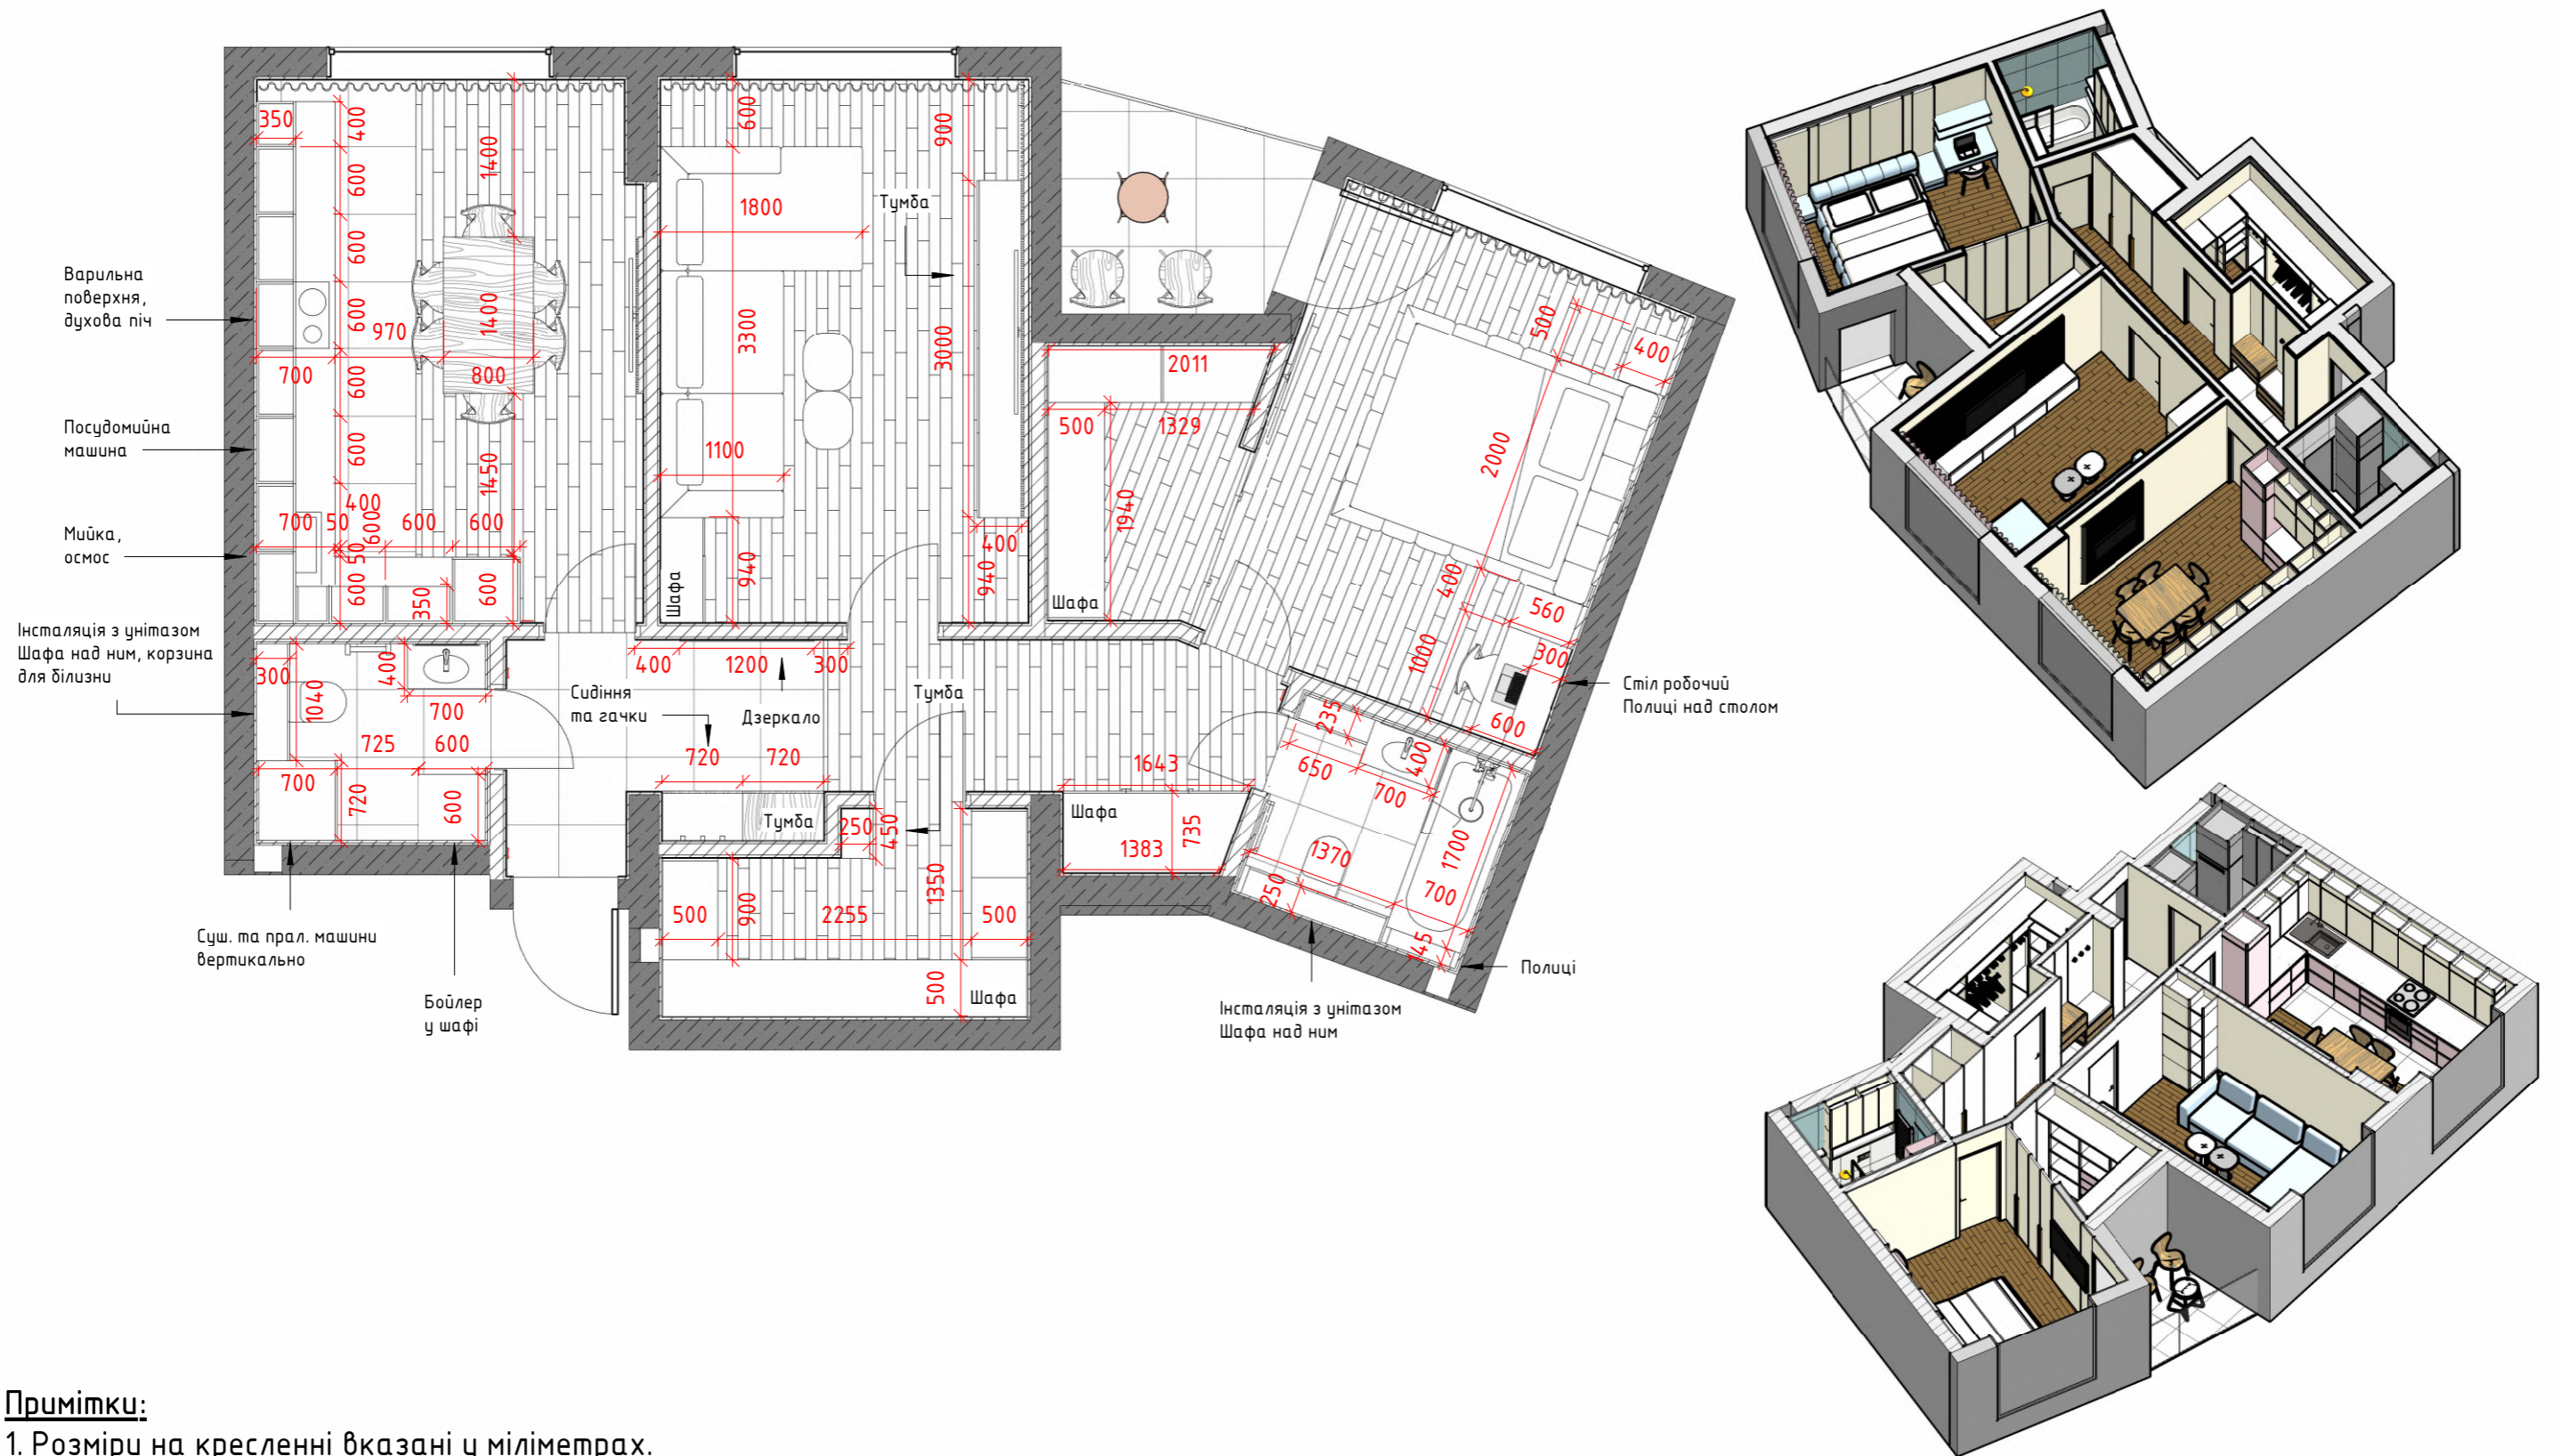 350
400
600
600
600
600
600
1400
1400
1450
970
700
800
700
50
400
600
600
600
50
600
350
600
600
3300
940
1800
1100
Шафа
Тумба
900
3000
400
940
2011
500
1329
1940
Шафа
500
400
2000
400
560
1000
300
600
Варильна
поверхня,
духова піч
Посудомийна
машина
Мийка,
осмос
Інсталяція з унітазом
Шафа над ним, корзина
для білизни
300
1040
400
700
725
600
700
720
600
Сидіння
та гачки
400
1200
300
Дзеркало
Тумба
720
720
Тумба
250
450
1350
500
900
2255
500
500
Шафа
1643
Шафа
1383
735
235
650
400
700
1370
1700
700
250
145
Стіл робочий
Полиці над столом
Суш. та прал. машини
вертикально
Бойлер
у шафі
Інсталяція з унітазом
Шафа над ним
Полиці
Примітки:
1. Розміри на кресленні вказані у міліметрах.